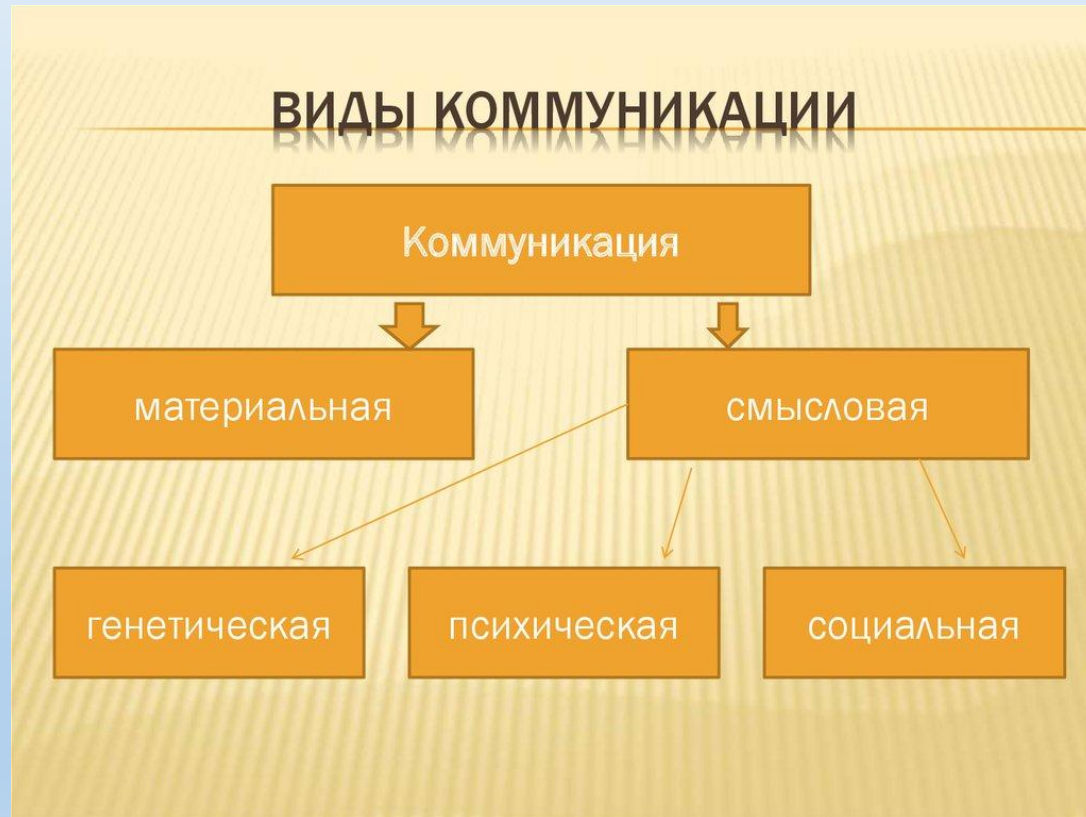 ВИДЫ КОММУНИКАЦИИ
Коммуникация
материальная
смысловая
генетическая
психическая
социальная